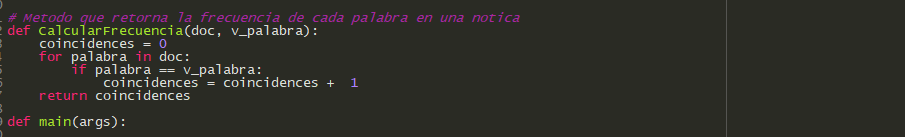 # Metodo que retorna la frecuencia de cada palabra en una notica
def CalcularFrecuencia(doc, v_palabra):
    coincidences = 0
    for palabra in doc:
        if palabra == v_palabra:
            coincidences = coincidences +  1
    return coincidences

def main(args):